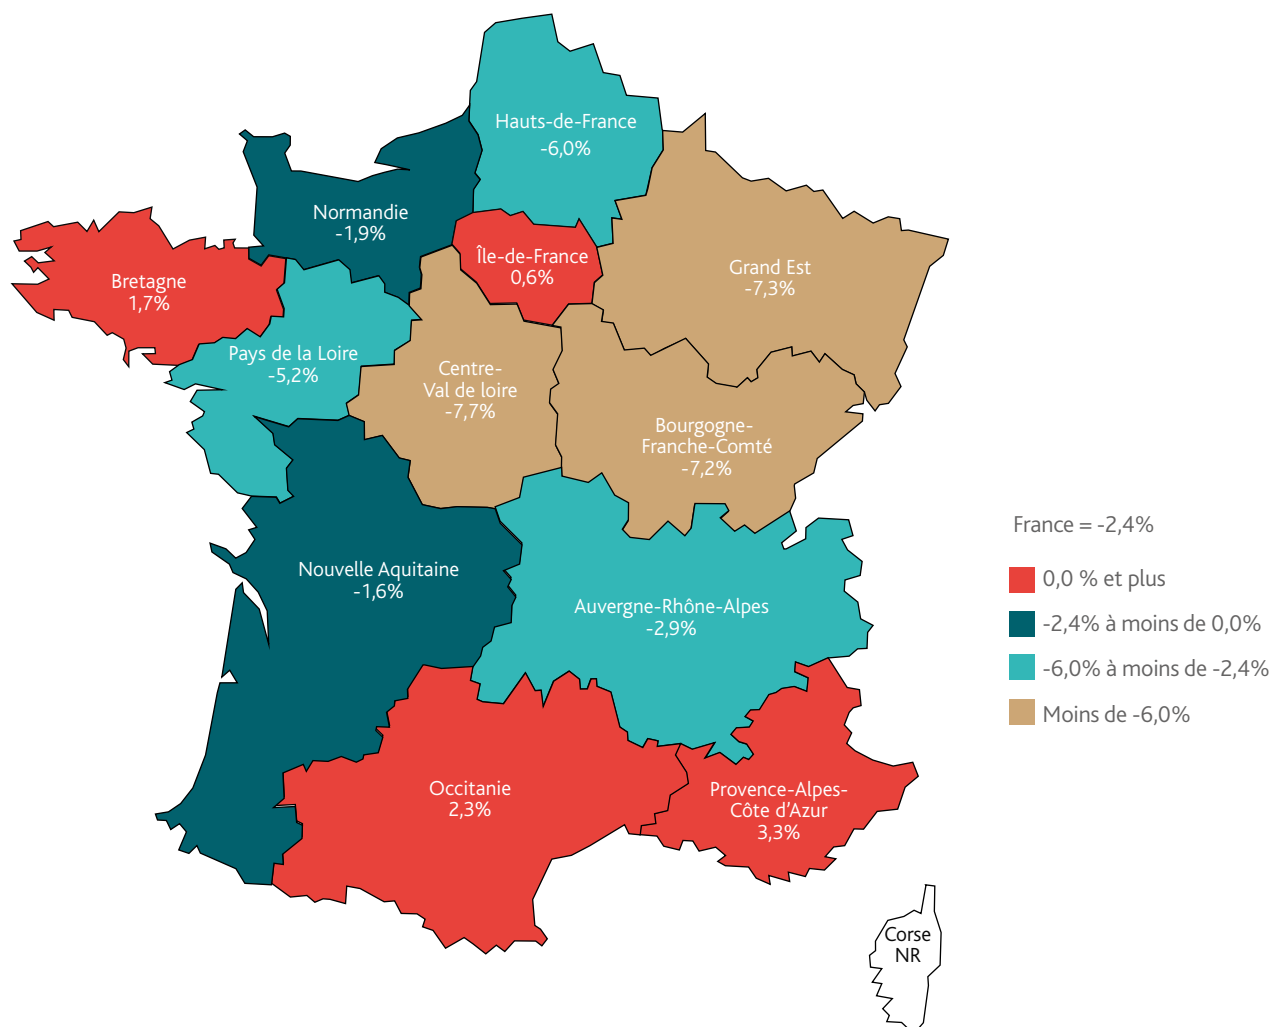 Hauts-de-France
-6,0%
Normandie
-1,9%
Île-de-France
0,6%
Grand Est
-7,3%
Bretagne
1,7%
Pays de la Loire
-5,2%
Centre-
Val de loire
-7,7%
Bourgogne-
Franche-Comté
-7,2%
Nouvelle Aquitaine
-1,6%
Auvergne-Rhône-Alpes
-2,9%
Occitanie
2,3%
Provence-Alpes-
Côte d'Azur
3,3%
Corse
NR
France = -2,4%
0,0 % et plus
-2,4% à moins de 0,0%
-6,0% à moins de -2,4%
Moins de -6,0%